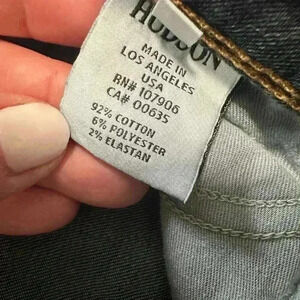 HUDSON
MADE IN
LOS ANGELES
USA
RN# 107906
CA# 00635
92% COTTON
6% POLYESTER
2% ELASTAN